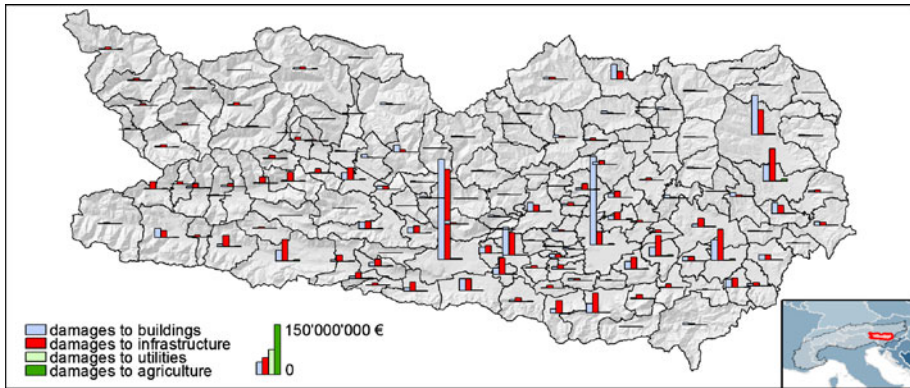 damages to buildings
damages to infrastructure
damages to utilities
damages to agriculture
150'000'000 €
0